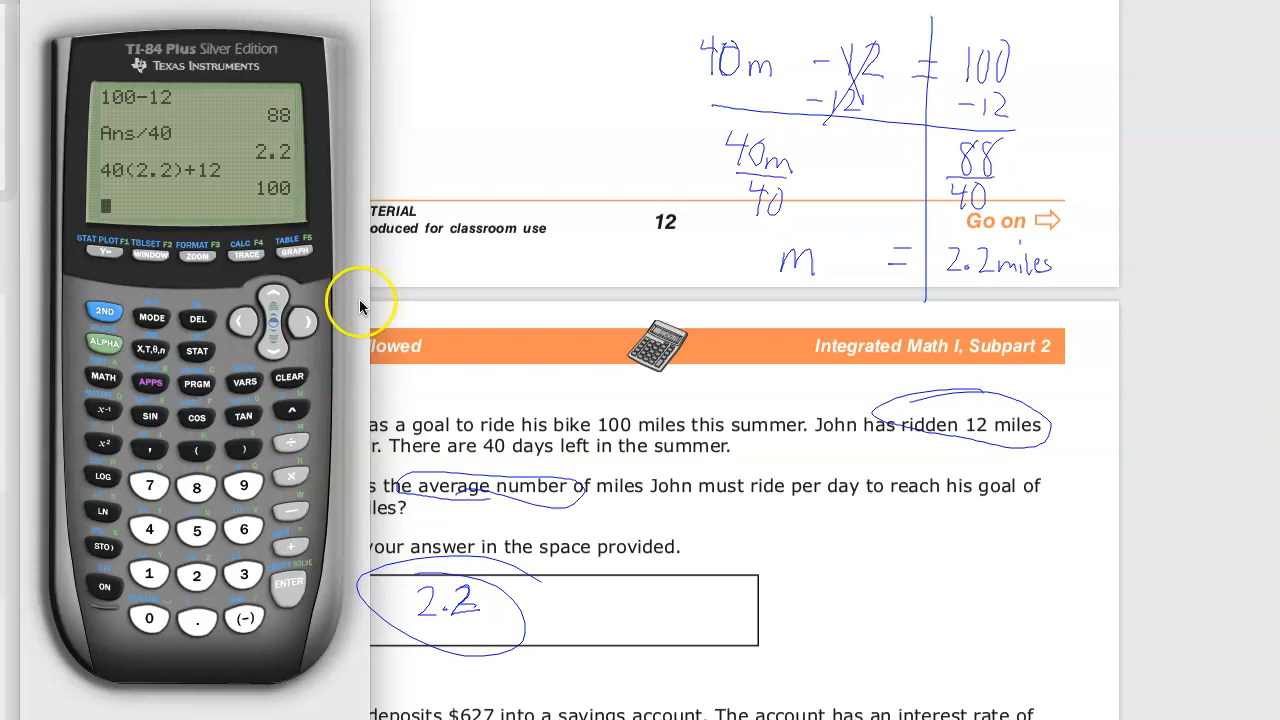 TI-84 Plus Silver Edition
TEXAS INSTRUMENTS
100-12
88
Ans/40
2.2
40(2.2)+12
100
STAT PLOT F1 TBLSET F2 FORMAT F3 CALC F4 TABLE F5
Y= WINDOW ZOOM TRACE GRAPH
2ND MODE DEL
ALPHA X,T,θ,n STAT
MATH APPS PRGM VARS CLEAR
x-1 SIN COS TAN ^
x² , ( ) ÷
LOG 7 8 9 ×
LN 4 5 6 −
STO› 1 2 3 +
ON 0 . (-) ENTER
40m -12 = 100
-12 -12
40m 88
40 40
m = 2.2miles
TERIAL
oduced for classroom use
12
Go on
llowed
Integrated Math I, Subpart 2
as a goal to ride his bike 100 miles this summer. John has ridden 12 miles
r. There are 40 days left in the summer.
s the average number of miles John must ride per day to reach his goal of
les?
your answer in the space provided.
2.2
deposits $627 into a savings account. The account has an interest rate of